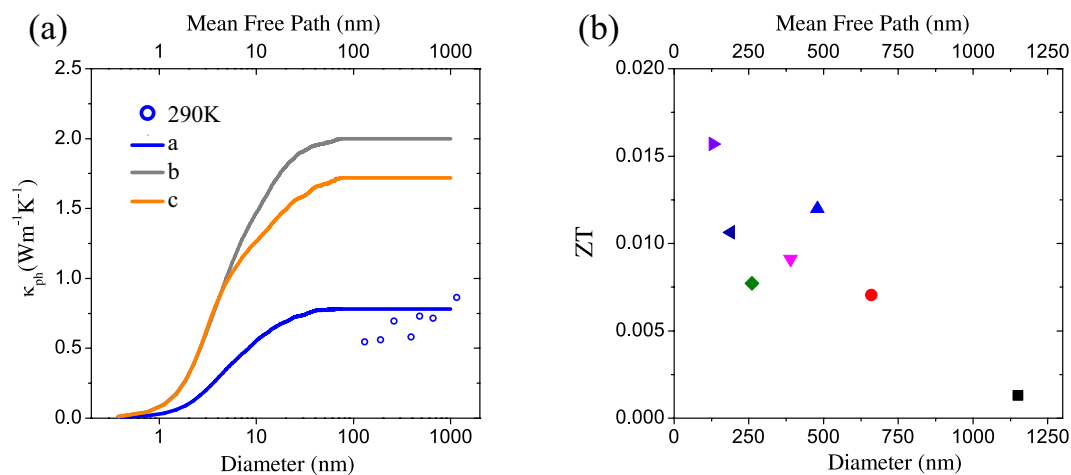 (a)
Mean Free Path (nm)
1 10 100 1000
2.5
2.0
1.5
1.0
0.5
0.0
κph(Wm-1K-1)
290K
a
b
c
1 10 100 1000
Diameter (nm)
(b)
Mean Free Path (nm)
0 250 500 750 1000 1250
0.020
0.015
0.010
0.005
0.000
ZT
0 250 500 750 1000 1250
Diameter (nm)